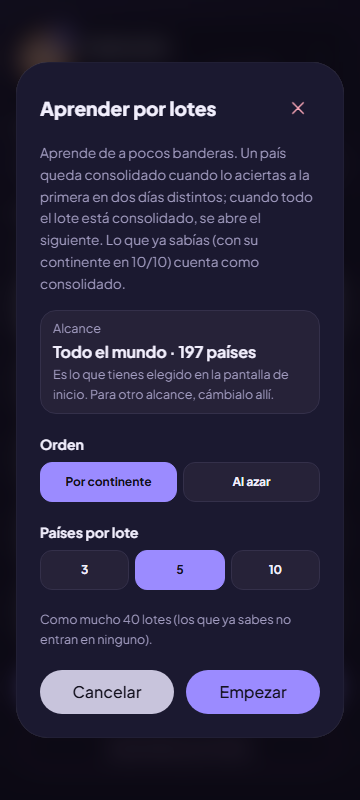 Aprender por lotes
Aprende de a pocos banderas. Un país
queda consolidado cuando lo aciertas a la
primera en dos días distintos; cuando todo
el lote está consolidado, se abre el
siguiente. Lo que ya sabías (con su
continente en 10/10) cuenta como
consolidado.
Alcance
Todo el mundo · 197 países
Es lo que tienes elegido en la pantalla de
inicio. Para otro alcance, cámbialo allí.
Orden
Por continente
Al azar
Países por lote
3
5
10
Como mucho 40 lotes (los que ya sabes no
entran en ninguno).
Cancelar
Empezar